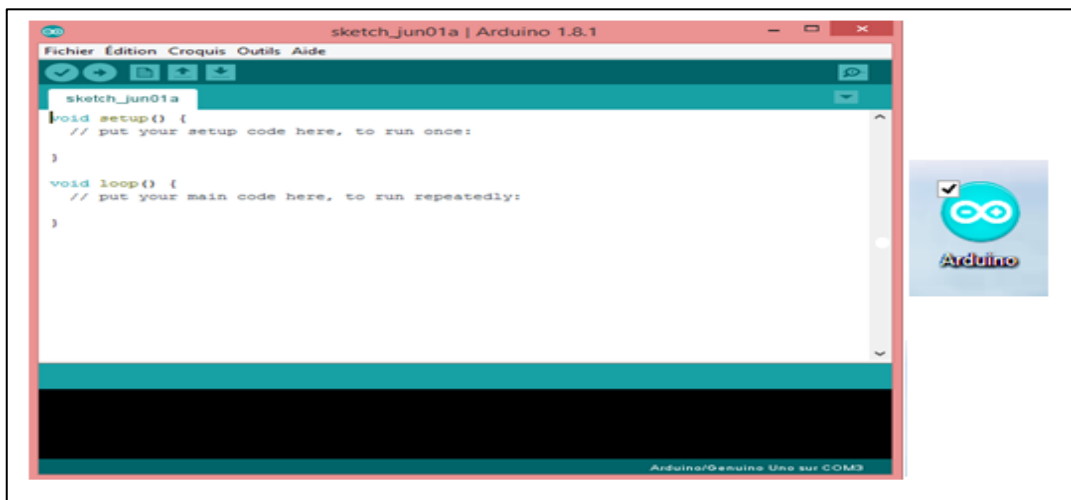 sketch_jun01a | Arduino 1.8.1
Fichier Édition Croquis Outils Aide
sketch_jun01a
void setup() {
// put your setup code here, to run once:
}
void loop() {
// put your main code here, to run repeatedly:
}
Arduino
Arduino/Genuino Uno sur COM3